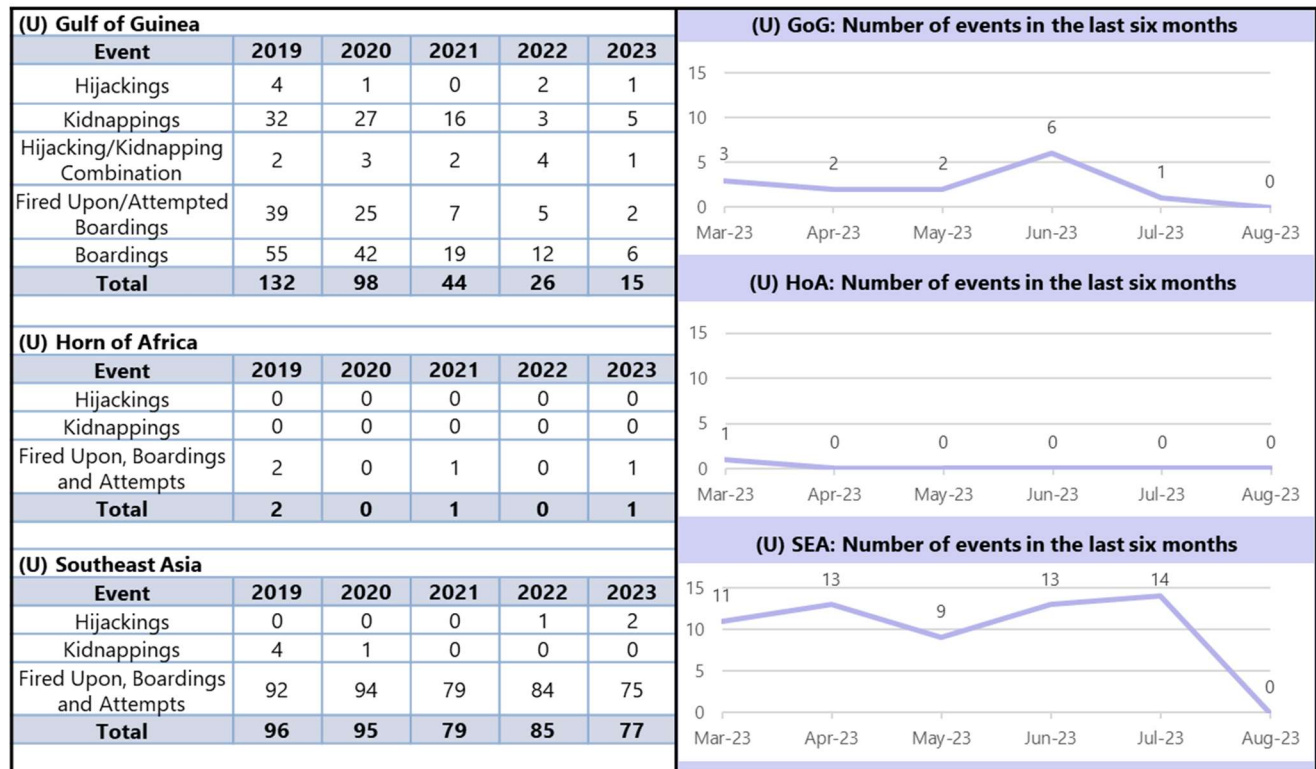 (U) Gulf of Guinea
Event 2019 2020 2021 2022 2023
Hijackings 4 1 0 2 1
Kidnappings 32 27 16 3 5
Hijacking/Kidnapping
Combination 2 3 2 4 1
Fired Upon/Attempted
Boardings 39 25 7 5 2
Boardings 55 42 19 12 6
Total 132 98 44 26 15
(U) Horn of Africa
Event 2019 2020 2021 2022 2023
Hijackings 0 0 0 0 0
Kidnappings 0 0 0 0 0
Fired Upon, Boardings
and Attempts 2 0 1 0 1
Total 2 0 1 0 1
(U) Southeast Asia
Event 2019 2020 2021 2022 2023
Hijackings 0 0 0 1 2
Kidnappings 4 1 0 0 0
Fired Upon, Boardings
and Attempts 92 94 79 84 75
Total 96 95 79 85 77
(U) GoG: Number of events in the last six months
15
10
5
0
3 2 2 6 1 0
Mar-23 Apr-23 May-23 Jun-23 Jul-23 Aug-23
(U) HoA: Number of events in the last six months
15
10
5
0
1 0 0 0 0 0
Mar-23 Apr-23 May-23 Jun-23 Jul-23 Aug-23
(U) SEA: Number of events in the last six months
15
10
5
0
11 13 9 13 14 0
Mar-23 Apr-23 May-23 Jun-23 Jul-23 Aug-23